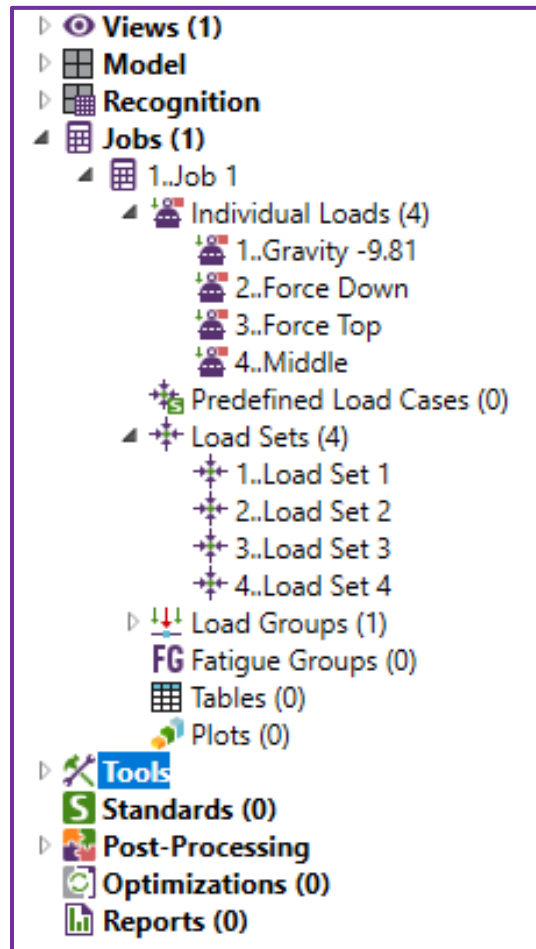 Views (1)
Model
Recognition
Jobs (1)
1..Job 1
Individual Loads (4)
1..Gravity -9.81
2..Force Down
3..Force Top
4..Middle
Predefined Load Cases (0)
Load Sets (4)
1..Load Set 1
2..Load Set 2
3..Load Set 3
4..Load Set 4
Load Groups (1)
FG Fatigue Groups (0)
Tables (0)
Plots (0)
Tools
S Standards (0)
Post-Processing
Optimizations (0)
Reports (0)